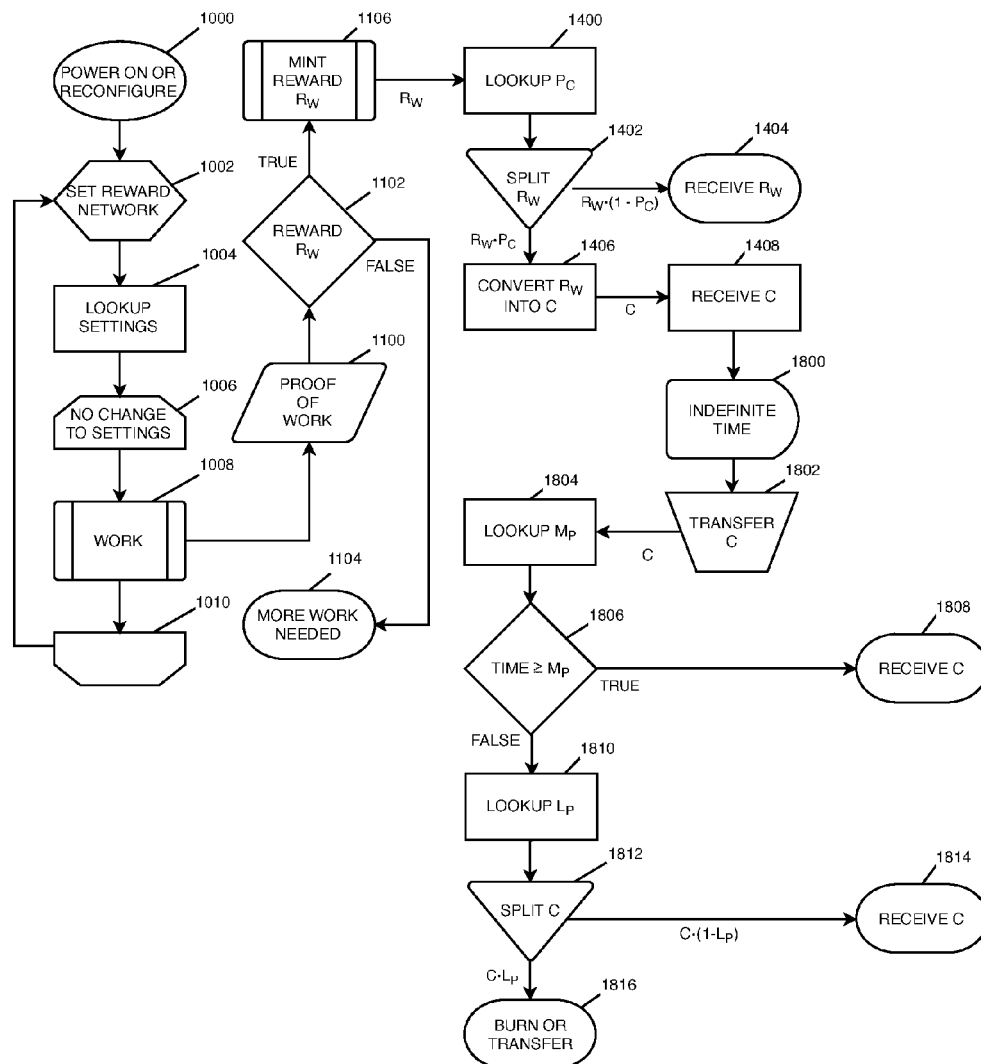 1000
POWER ON OR
RECONFIGURE
1002
SET REWARD
NETWORK
1004
LOOKUP
SETTINGS
1006
NO CHANGE
TO SETTINGS
1008
WORK
1010
1106
MINT
REWARD
RW
RW
TRUE
1102
REWARD
RW
FALSE
1100
PROOF
OF
WORK
1104
MORE WORK
NEEDED
1400
LOOKUP PC
1402
SPLIT
RW
1404
RECEIVE RW
RW·(1 - PC)
RW·PC
1406
CONVERT RW
INTO C
C
1408
RECEIVE C
1800
INDEFINITE
TIME
1802
TRANSFER
C
C
1804
LOOKUP MP
1806
TIME ≥ MP
TRUE
1808
RECEIVE C
FALSE
1810
LOOKUP LP
1812
SPLIT C
C·(1-LP)
1814
RECEIVE C
C·LP
1816
BURN OR
TRANSFER